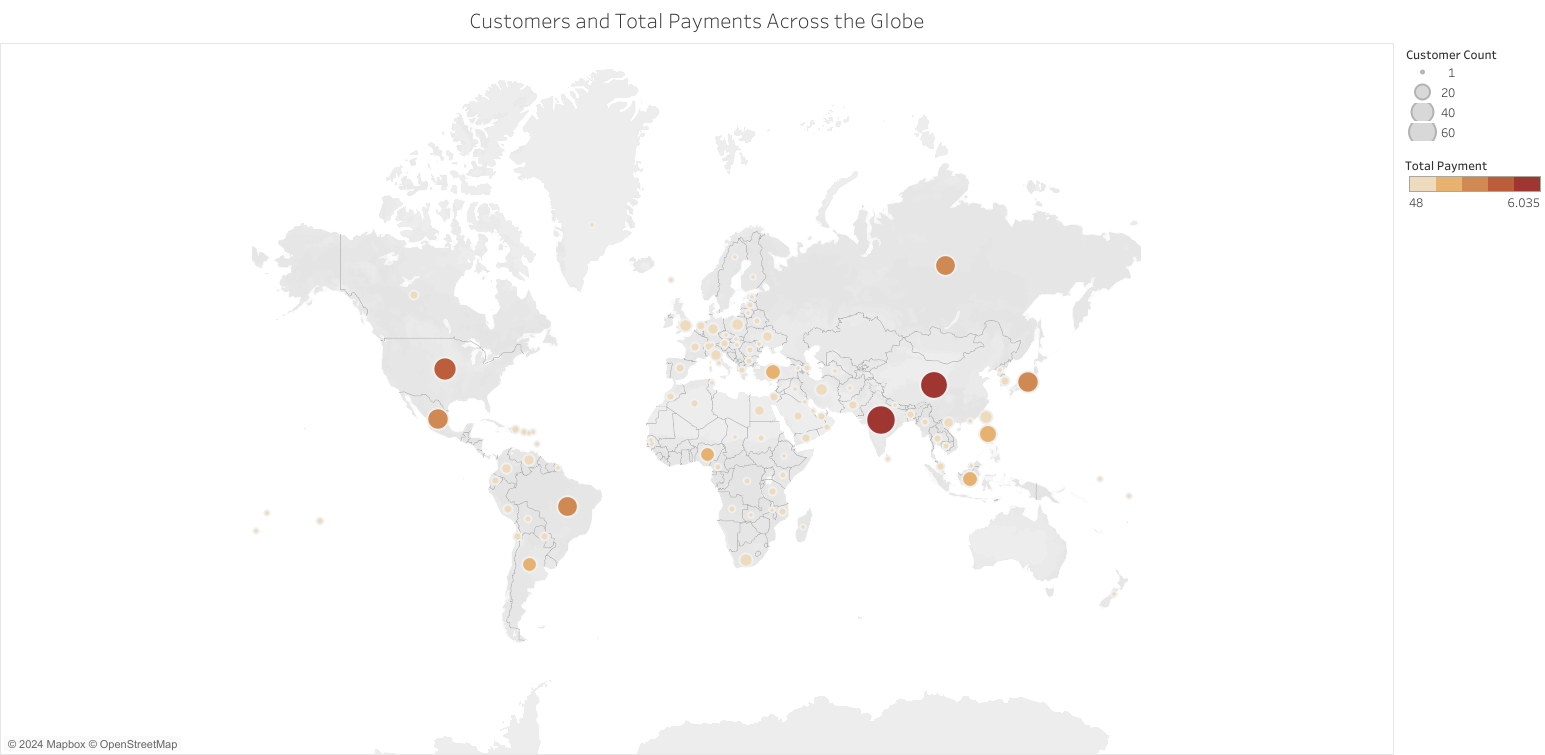 Customers and Total Payments Across the Globe
Customer Count
1
20
40
60
Total Payment
48 6.035
© 2024 Mapbox © OpenStreetMap